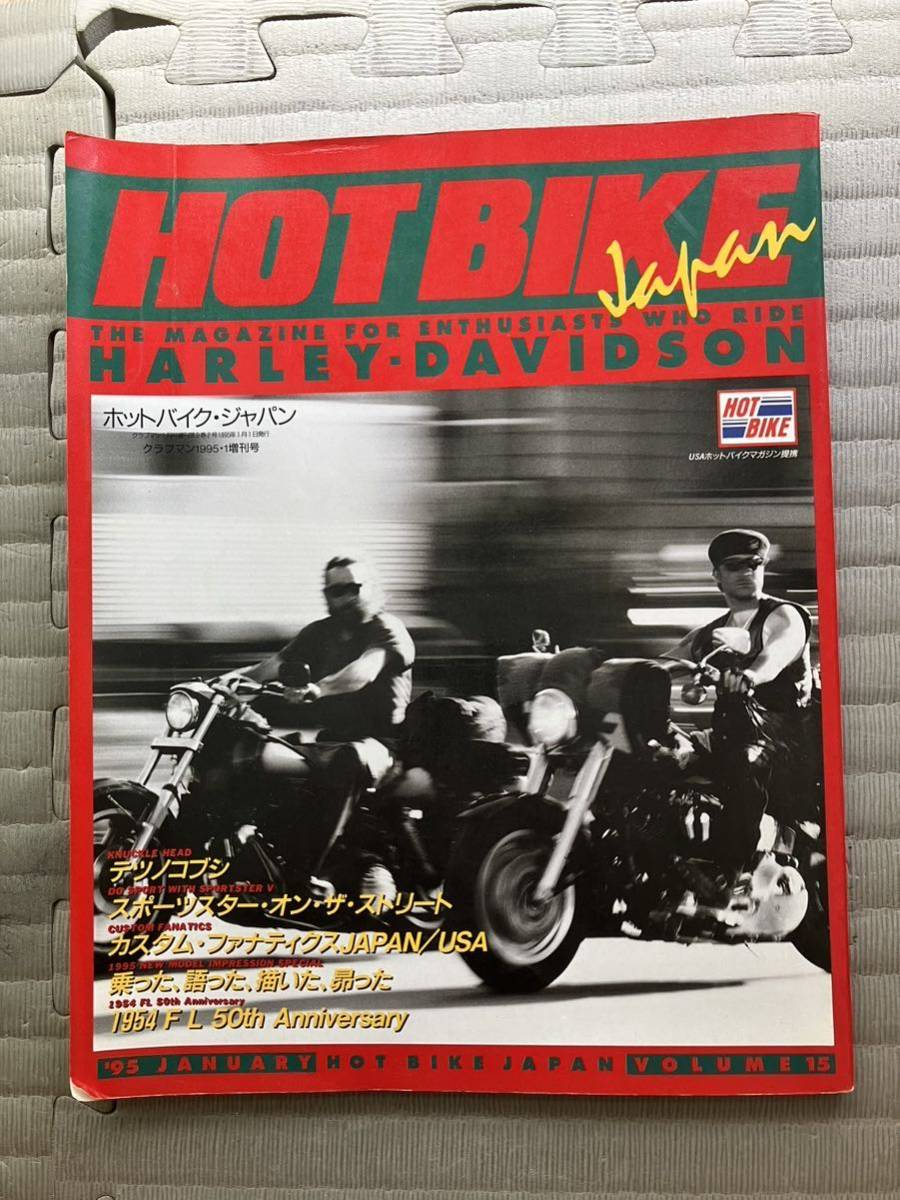 HOT BIKE
Japan
THE MAGAZINE FOR ENTHUSIASTS WHO RIDE
HARLEY-DAVIDSON
ホットバイク・ジャパン
クラブマン1995・1増刊号
HOT
BIKE
USAホットバイクマガジン提携
KNUCKLE HEAD
テツノコブシ
DO SPORT WITH SPORTSTER V
スポーツスター・オン・ザ・ストリート
CUSTOM FANATICS
カスタム・ファナティクスJAPAN/USA
1995 NEW MODEL IMPRESSION SPECIAL
乗った、語った、描いた、昴った
1954 FL 50th Anniversary
1954 FL 50th Anniversary
'95 JANUARY HOT BIKE JAPAN VOLUME 15